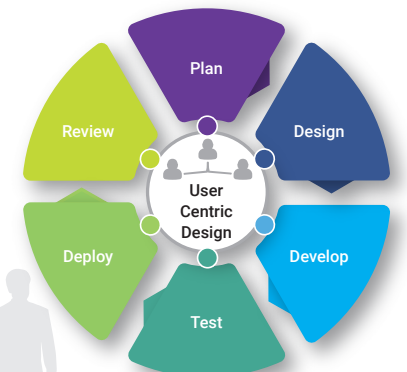 Plan
Design
Develop
Test
Deploy
Review
User
Centric
Design